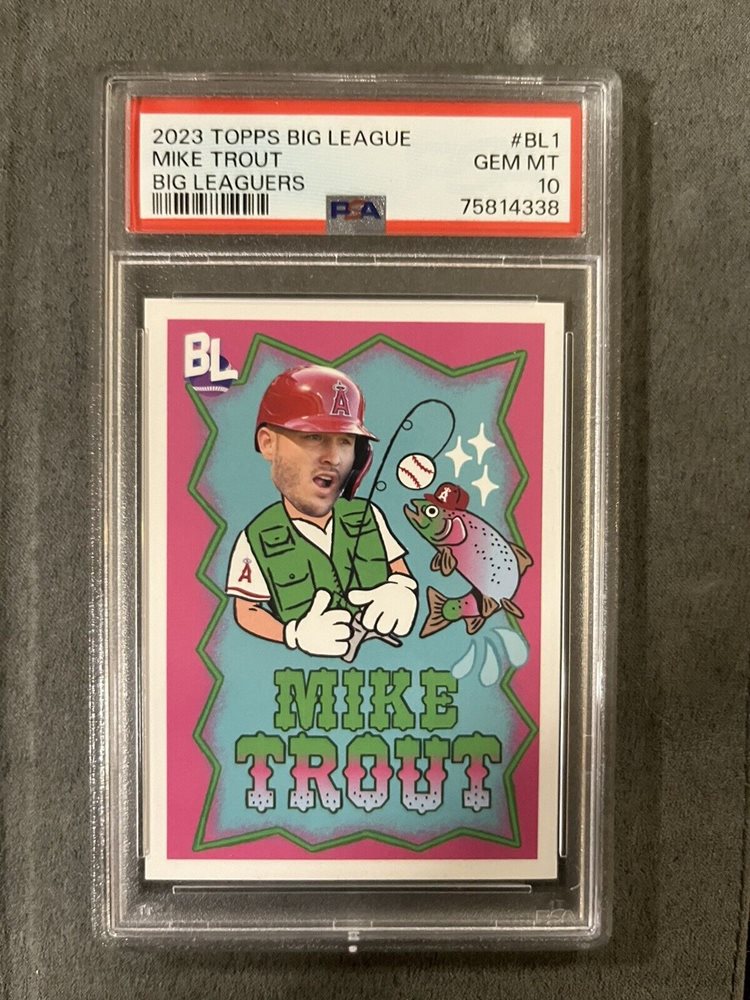 2023 TOPPS BIG LEAGUE #BL1
MIKE TROUT GEM MT
BIG LEAGUERS 10
PSA 75814338
BL
A
A
A
MIKE
TROUT